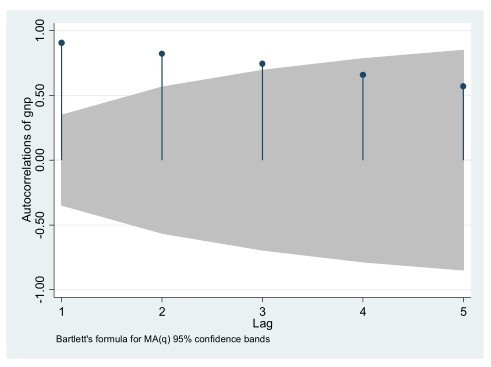 Autocorrelations of gnp
1.00
0.50
0.00
-0.50
-1.00
1 2 3 4 5
Lag
Bartlett's formula for MA(q) 95% confidence bands